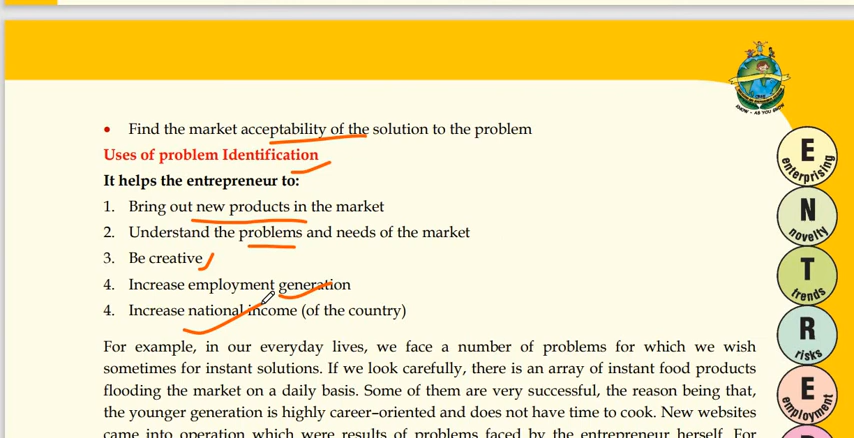 • Find the market acceptability of the solution to the problem
Uses of problem Identification
It helps the entrepreneur to:
1. Bring out new products in the market
2. Understand the problems and needs of the market
3. Be creative
4. Increase employment generation
4. Increase national income (of the country)
For example, in our everyday lives, we face a number of problems for which we wish
sometimes for instant solutions. If we look carefully, there is an array of instant food products
flooding the market on a daily basis. Some of them are very successful, the reason being that,
the younger generation is highly career–oriented and does not have time to cook. New websites
came into operation which were results of problems faced by the entrepreneur herself. For
E
enterprising
N
novelty
T
trends
R
risks
E
employment